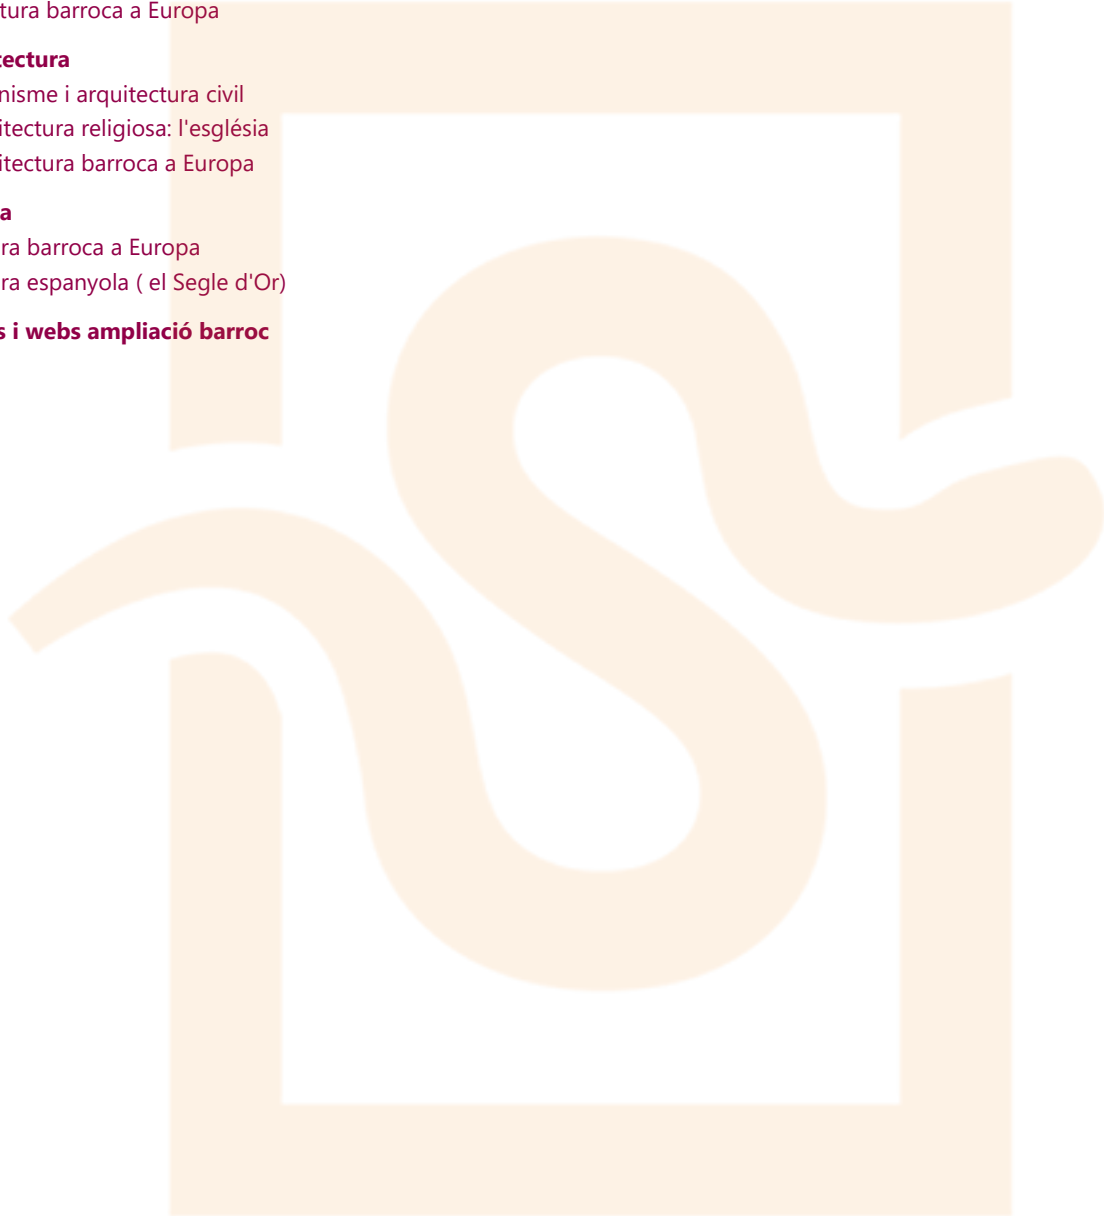 tura barroca a Europa
tectura
nisme i arquitectura civil
itectura religiosa: l'església
itectura barroca a Europa
a
ra barroca a Europa
ra espanyola ( el Segle d'Or)
s i webs ampliació barroc